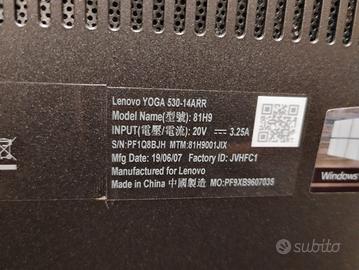 Lenovo YOGA 530-14ARR
Model Name(型號): 81H9
INPUT(電壓/電流): 20V ⎓ 3.25A
S/N:PF1Q8BJH MTM:81H9001JIX
Mfg Date: 19/06/07 Factory ID: JVHFC1
Manufactured for Lenovo
Made in China 中國製造 MO:PF9XB9607035
Windows
subito